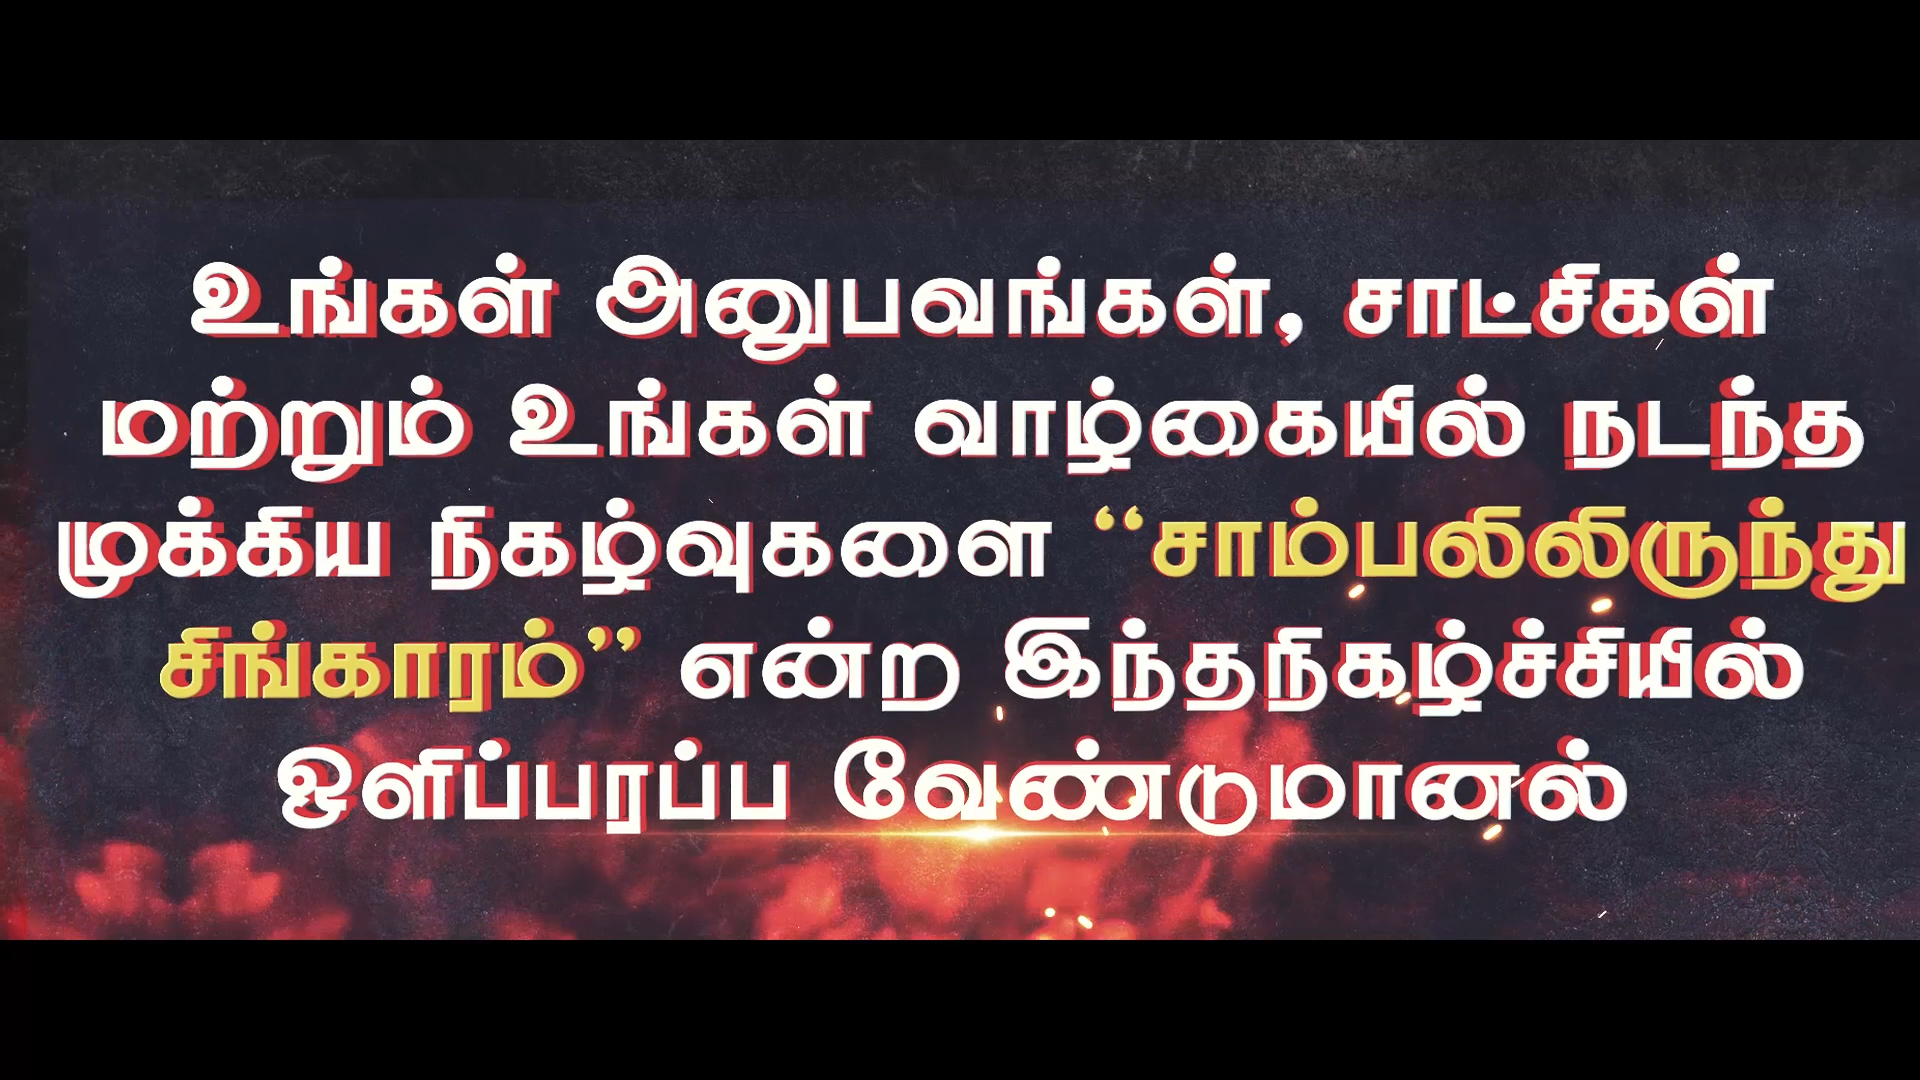 உங்கள் அனுபவங்கள், சாட்சிகள்
மற்றும் உங்கள் வாழ்கையில் நடந்த
முக்கிய நிகழ்வுகளை “சாம்பலிலிருந்து
சிங்காரம்” என்ற இந்தநிகழ்ச்சியில்
ஒளிப்பரப்ப வேண்டுமானல்